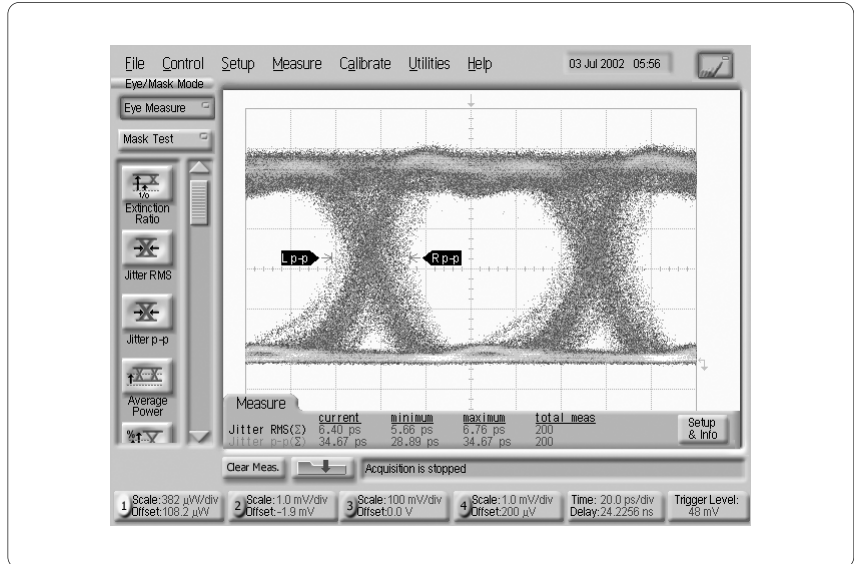 File Control Setup Measure Calibrate Utilities Help 03 Jul 2002 05:56
Eye/Mask Mode
Eye Measure
Mask Test
1/0
Extinction
Ratio
Jitter RMS
Jitter p-p
Average
Power
L p-p R p-p
Measure
current minimum maximum total meas
Jitter RMS(Σ) 6.40 ps 5.66 ps 6.76 ps 200
Jitter p-p(Σ) 34.67 ps 28.89 ps 34.67 ps 200
Setup
& Info
Clear Meas. Acquisition is stopped
1 Scale:382 μW/div
Offset:108.2 μW
2 Scale:1.0 mV/div
Offset:-1.9 mV
3 Scale:100 mV/div
Offset:0.0 V
4 Scale:1.0 mV/div
Offset:200 μV
Time: 20.0 ps/div
Delay:24.2256 ns
Trigger Level:
48 mV